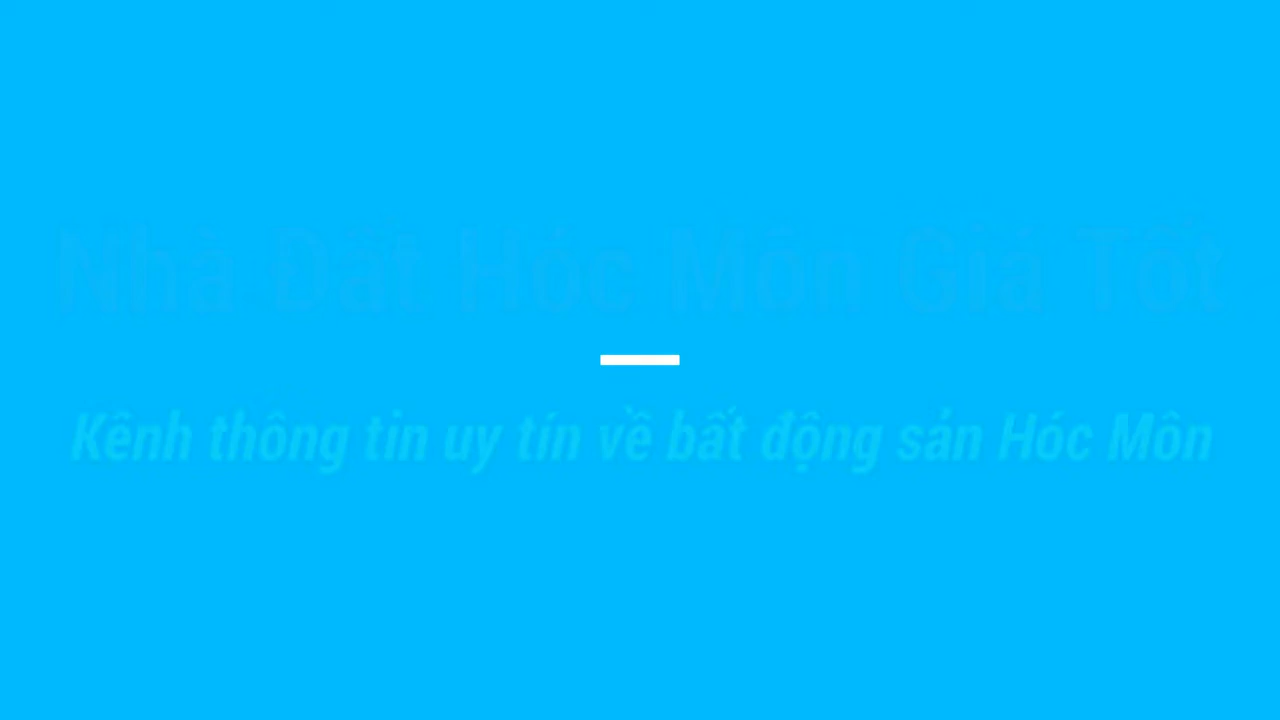 Nhà Đất Hóc Môn Giá Tốt
Kênh thông tin uy tín về bất động sản Hóc Môn